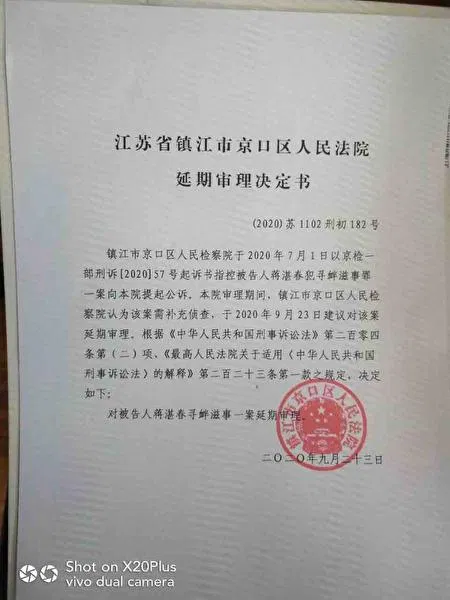 江苏省镇江市京口区人民法院
延期审理决定书
(2020)苏1102刑初182号
镇江市京口区人民检察院于2020年7月1日以京检一
部刑诉[2020]57号起诉书指控被告人蒋湛春犯寻衅滋事罪
一案向本院提起公诉。本院审理期间，镇江市京口区人民检
察院认为该案需补充侦查，于2020年9月23日建议对该案
延期审理。根据《中华人民共和国刑事诉讼法》第二百零四
条第（二）项、《最高人民法院关于适用〈中华人民共和国
刑事诉讼法〉的解释》第二百二十三条第一款之规定，决定
如下：
对被告人蒋湛春寻衅滋事一案延期审理。
镇江市京口区人民法院
二〇二〇年九月二十三日
Shot on X20Plus
vivo dual camera